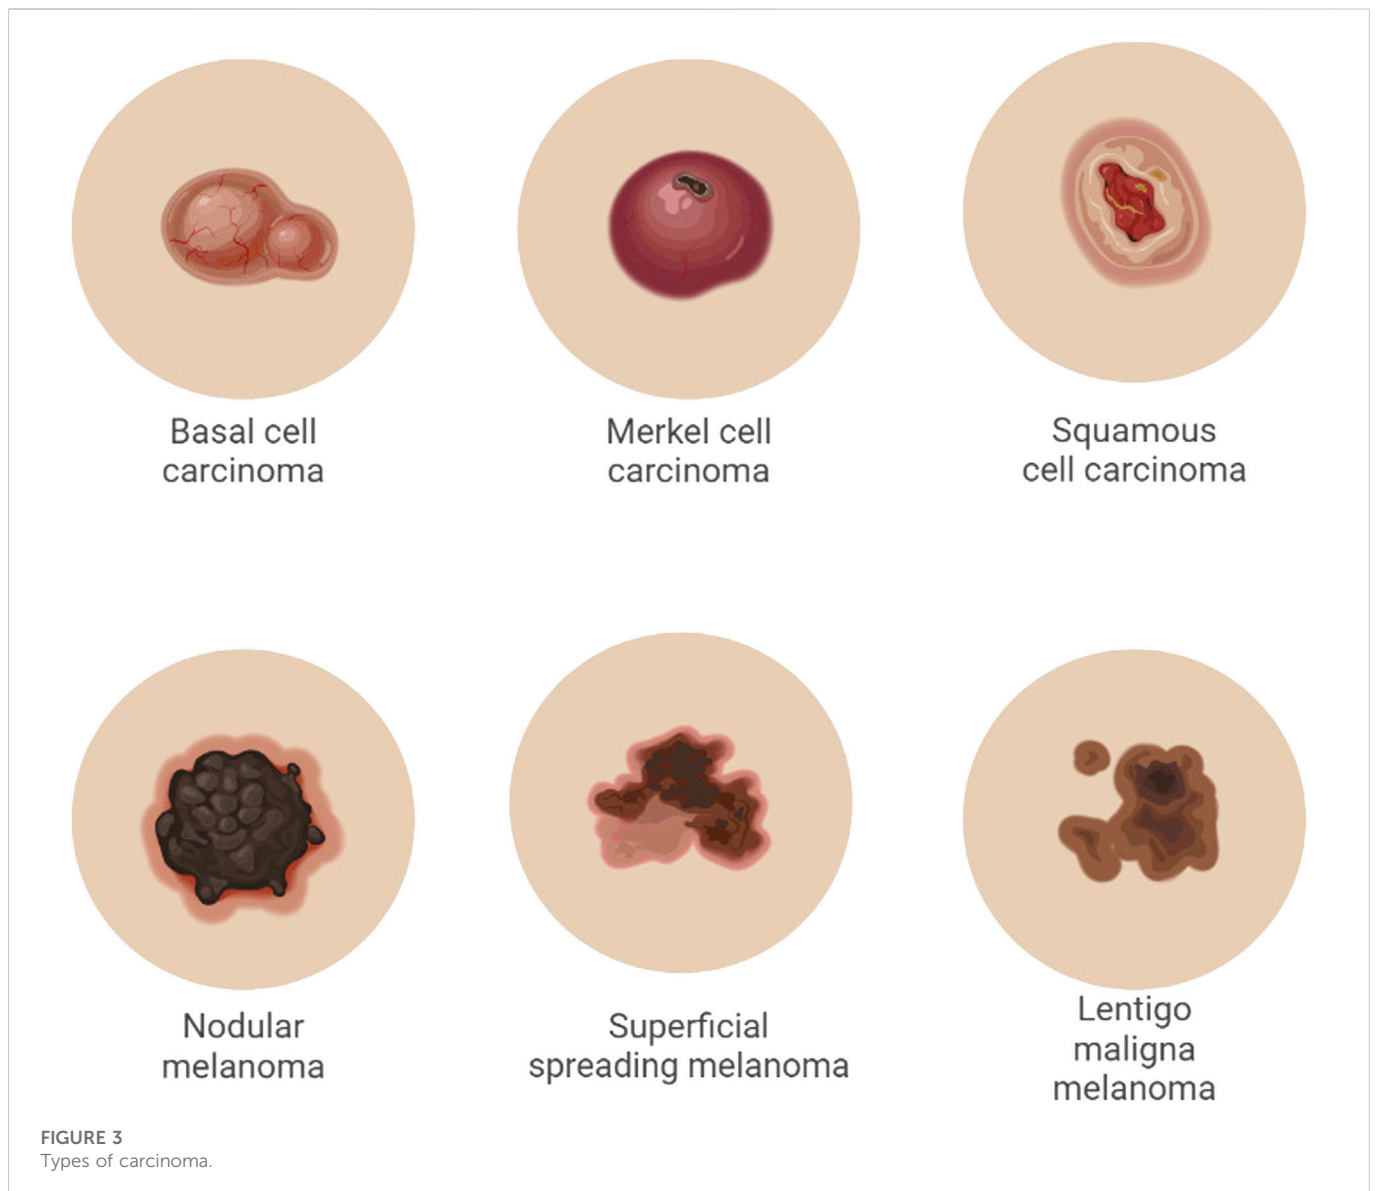 Basal cell
carcinoma
Merkel cell
carcinoma
Squamous
cell carcinoma
Nodular
melanoma
Superficial
spreading melanoma
Lentigo
maligna
melanoma
FIGURE 3
Types of carcinoma.